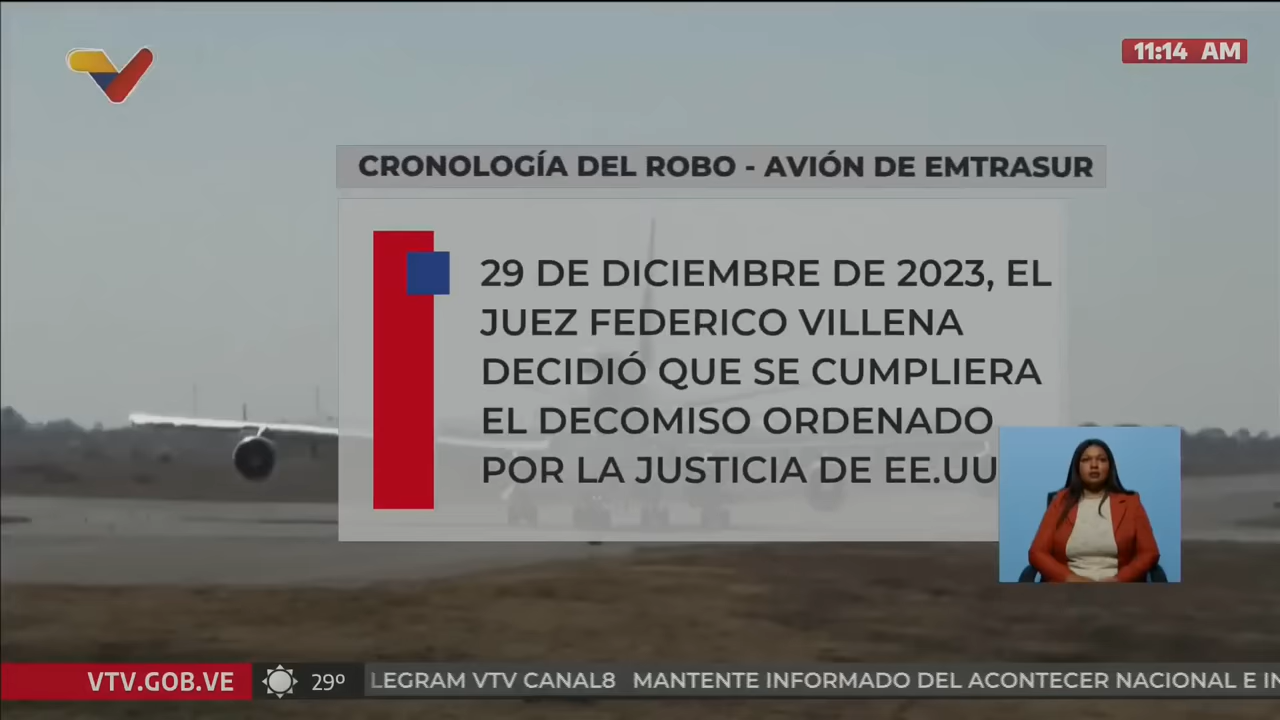 11:14 AM
CRONOLOGÍA DEL ROBO - AVIÓN DE EMTRASUR
29 DE DICIEMBRE DE 2023, EL
JUEZ FEDERICO VILLENA
DECIDIÓ QUE SE CUMPLIERA
EL DECOMISO ORDENADO
POR LA JUSTICIA DE EE.UU
VTV.GOB.VE 29º LEGRAM VTV CANAL8 MANTENTE INFORMADO DEL ACONTECER NACIONAL E